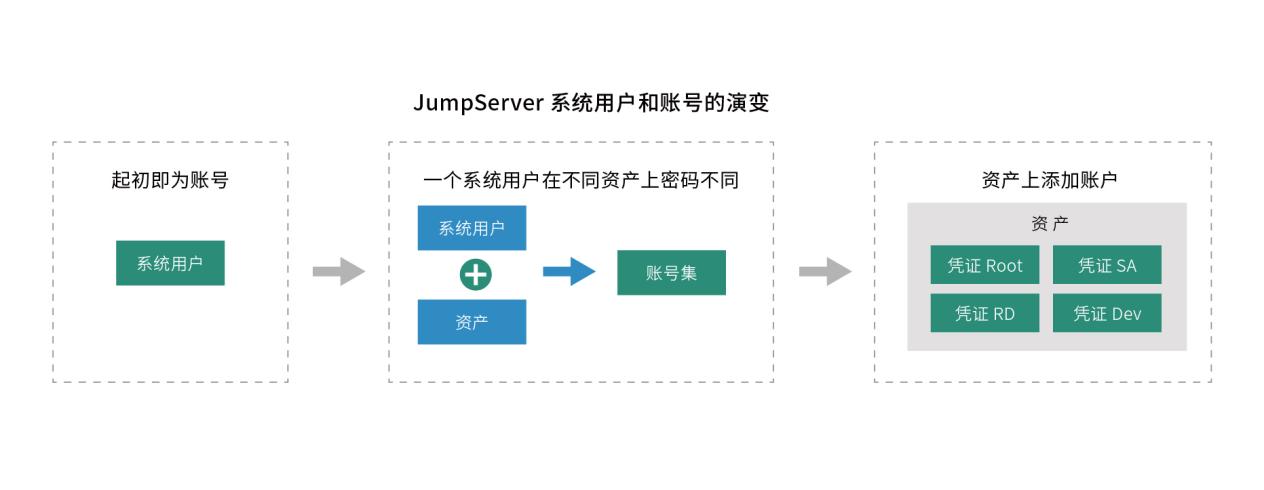 JumpServer 系统用户和账号的演变
起初即为账号
系统用户
一个系统用户在不同资产上密码不同
系统用户
资产
账号集
资产上添加账户
资 产
凭证 Root
凭证 SA
凭证 RD
凭证 Dev